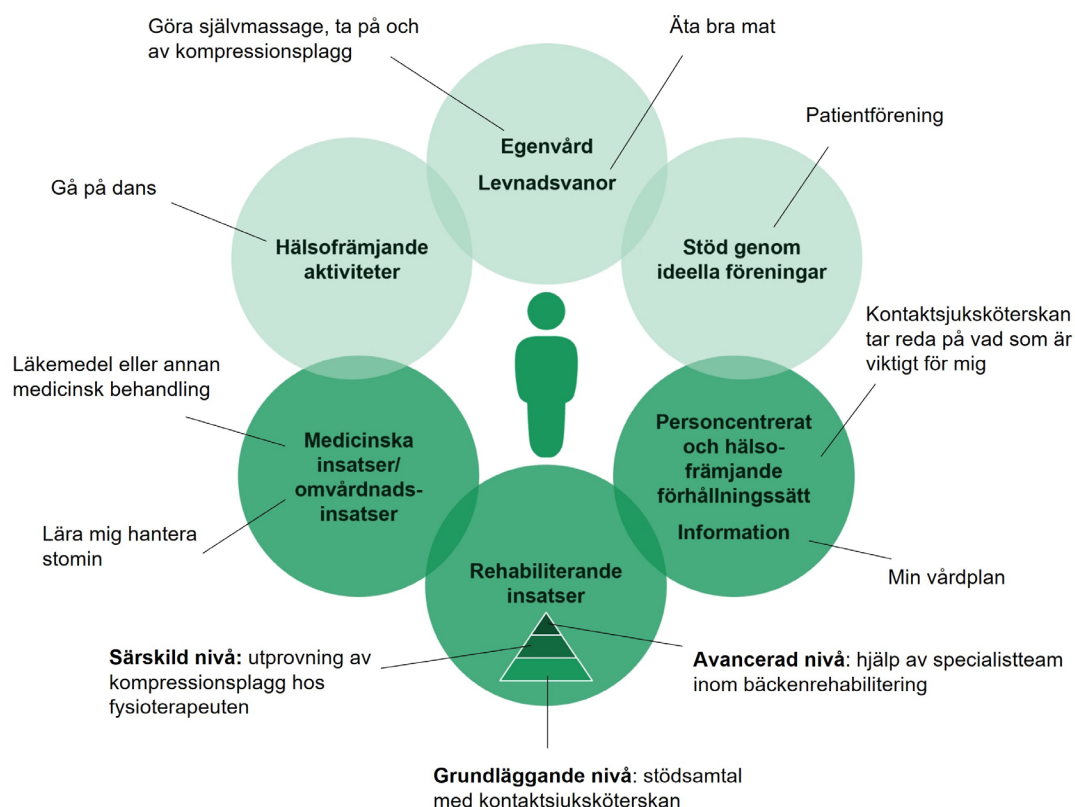 Göra självmassage, ta på och
av kompressionsplagg
Äta bra mat
Egenvård
Levnadsvanor
Patientförening
Gå på dans
Hälsofrämjande
aktiviteter
Stöd genom
ideella föreningar
Kontaktsjuksköterskan
tar reda på vad som är
viktigt för mig
Läkemedel eller annan
medicinsk behandling
Medicinska
insatser/
omvårdnads-
insatser
Personcentrerat
och hälso-
främjande
förhållningssätt
Information
Lära mig hantera
stomin
Min vårdplan
Rehabiliterande
insatser
Särskild nivå: utprovning av
kompressionsplagg hos
fysioterapeuten
Avancerad nivå: hjälp av specialistteam
inom bäckenrehabilitering
Grundläggande nivå: stödsamtal
med kontaktsjuksköterskan